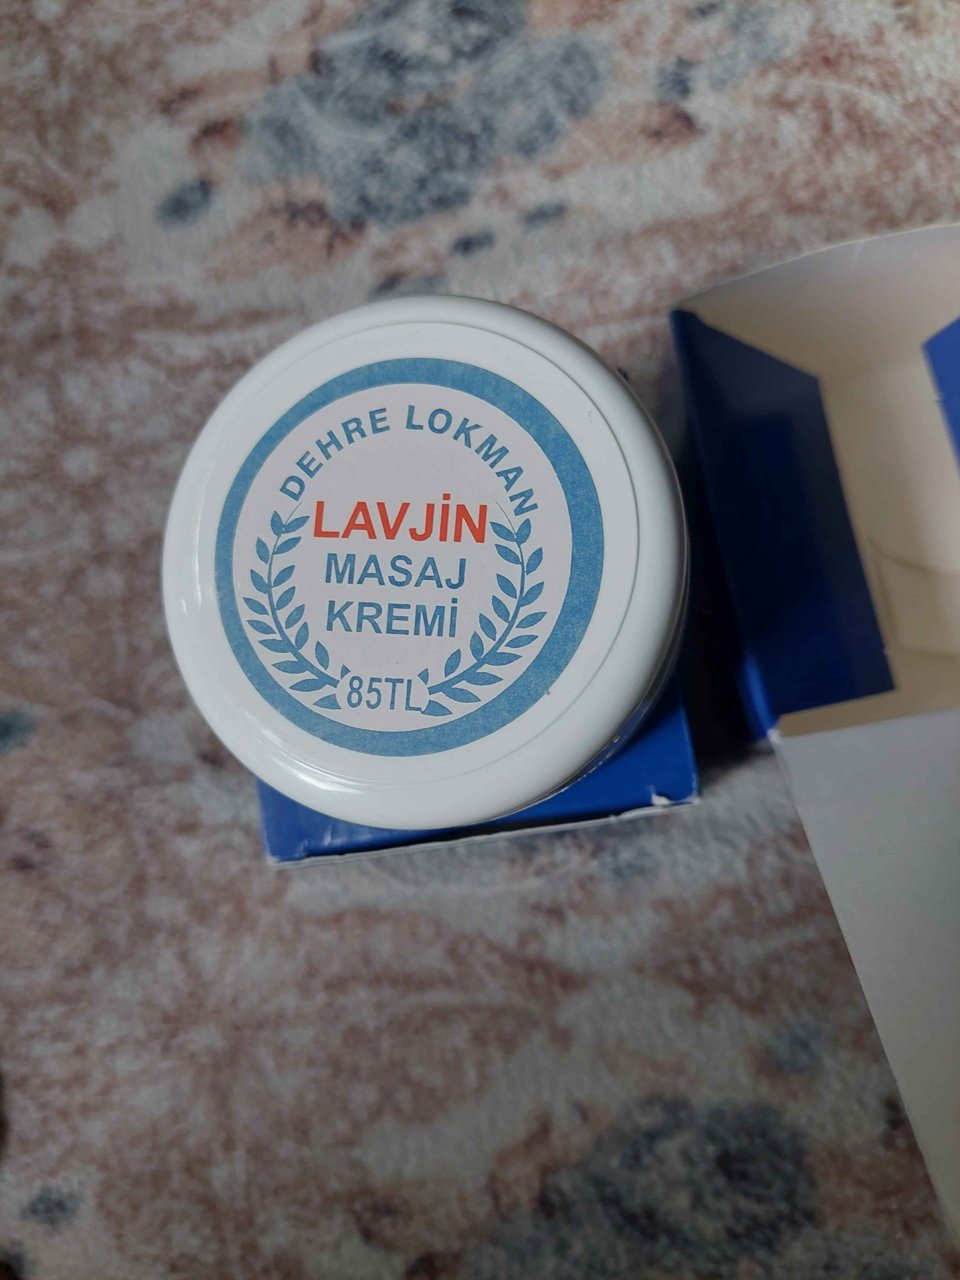 DEHRE LOKMAN
LAVJİN
MASAJ
KREMİ
85TL